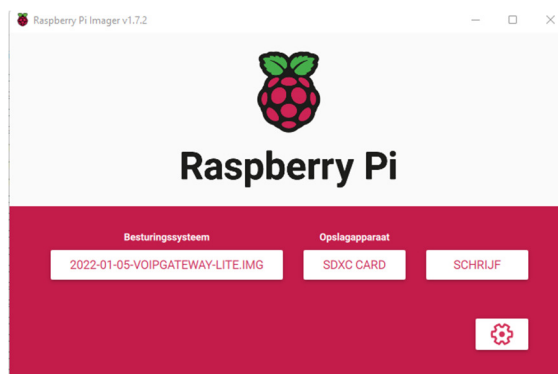 Raspberry Pi Imager v1.7.2
Raspberry Pi
Besturingssysteem Opslagapparaat
2022-01-05-VOIPGATEWAY-LITE.IMG SDXC CARD SCHRIJF